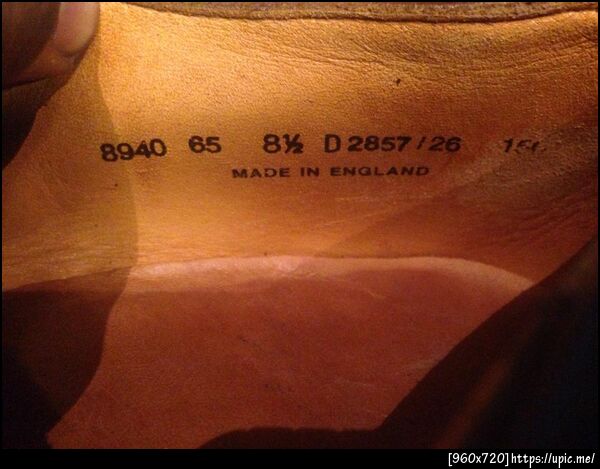 8940 65 8½ D 2857/26
MADE IN ENGLAND
[960x720]https://upic.me/